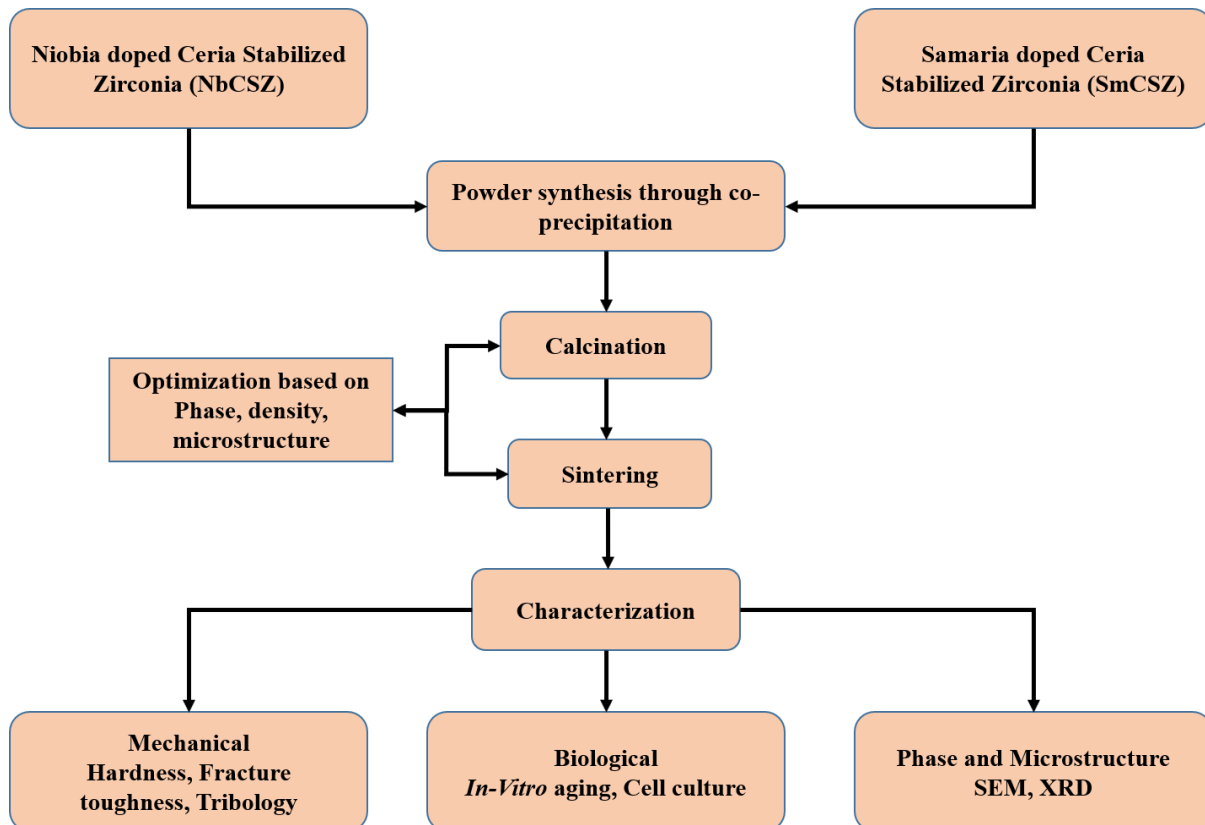 Niobia doped Ceria Stabilized
Zirconia (NbCSZ)
Samaria doped Ceria
Stabilized Zirconia (SmCSZ)
Powder synthesis through co-
precipitation
Calcination
Optimization based on
Phase, density,
microstructure
Sintering
Characterization
Mechanical
Hardness, Fracture
toughness, Tribology
Biological
In-Vitro aging, Cell culture
Phase and Microstructure
SEM, XRD